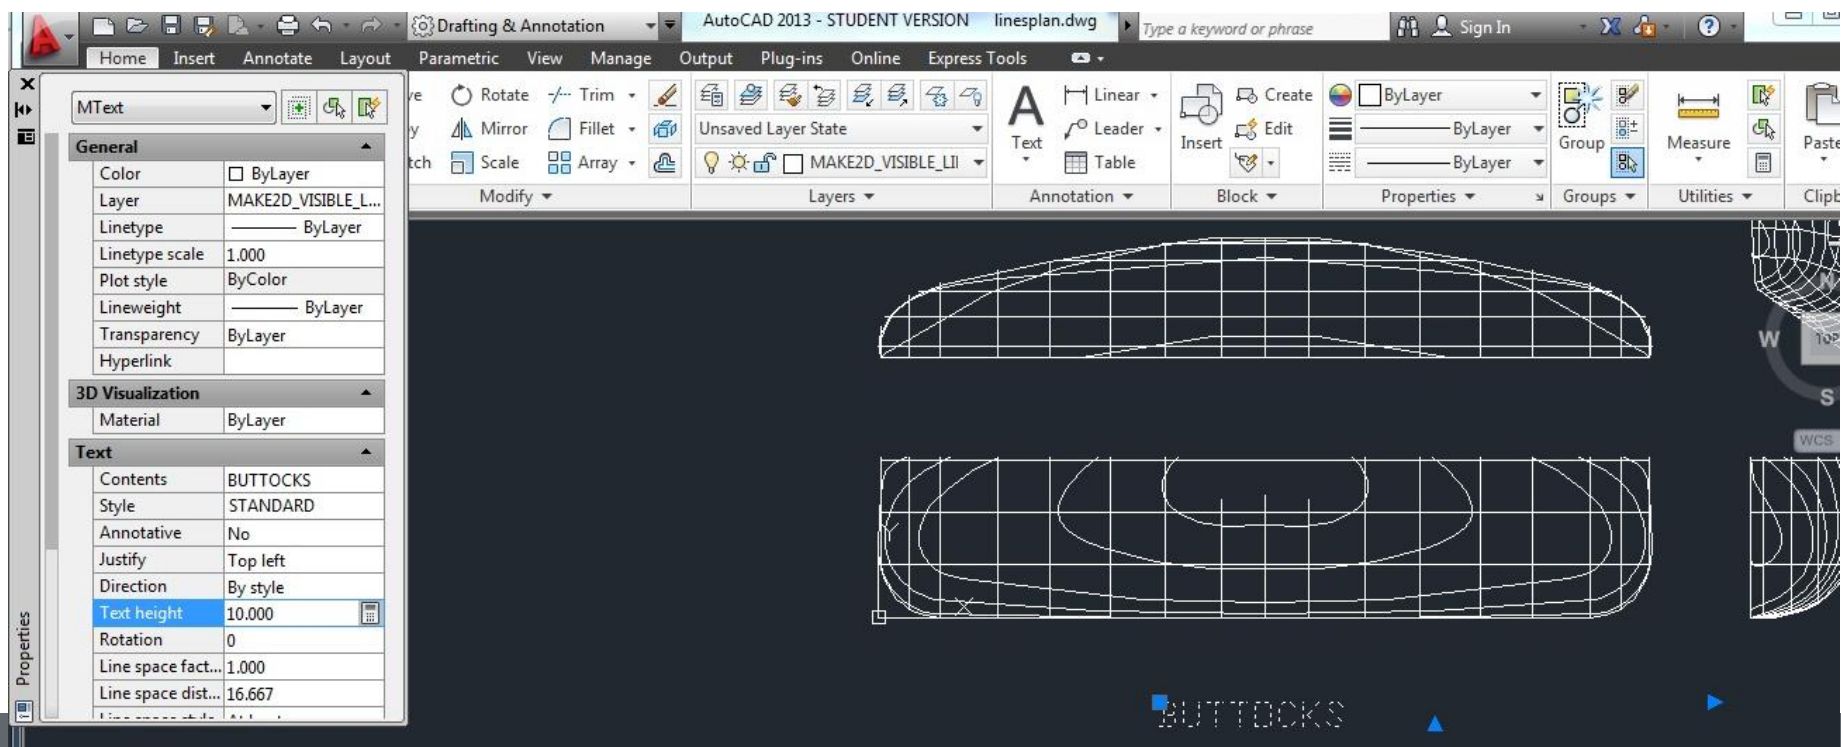 Drafting & Annotation
AutoCAD 2013 - STUDENT VERSION linesplan.dwg
Type a keyword or phrase
Sign In
Home Insert Annotate Layout Parametric View Manage Output Plug-ins Online Express Tools
MText
General
Color ByLayer
Layer MAKE2D_VISIBLE_L...
Linetype ByLayer
Linetype scale 1.000
Plot style ByColor
Lineweight ByLayer
Transparency ByLayer
Hyperlink
3D Visualization
Material ByLayer
Text
Contents BUTTOCKS
Style STANDARD
Annotative No
Justify Top left
Direction By style
Text height 10.000
Rotation 0
Line space fact... 1.000
Line space dist... 16.667
Properties
Rotate Trim
Mirror Fillet
Scale Array
Modify
Unsaved Layer State
MAKE2D_VISIBLE_LI
Layers
A
Text
Linear
Leader
Table
Annotation
Insert
Create
Edit
Block
ByLayer
ByLayer
ByLayer
Properties
Group
Groups
Measure
Utilities
Paste
Clipb
N
W
TOP
S
WCS
Y
X
BUTTOCKS